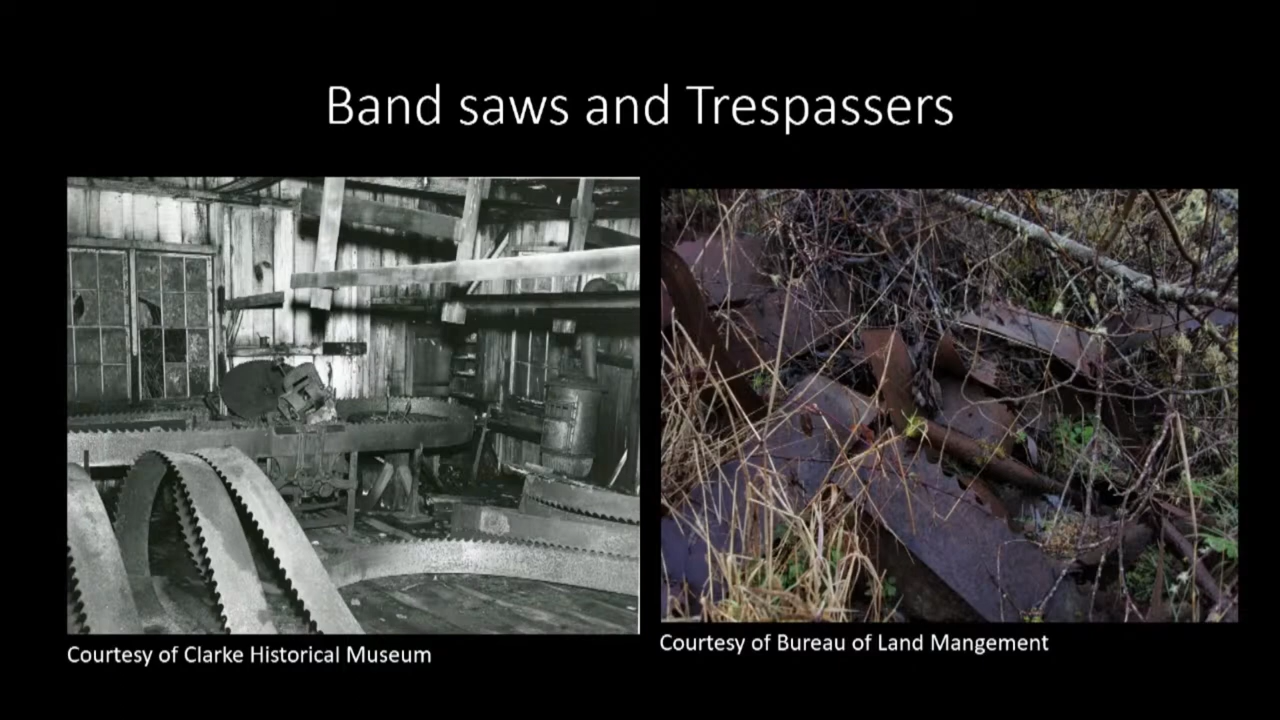 Band saws and Trespassers
Courtesy of Clarke Historical Museum
Courtesy of Bureau of Land Mangement